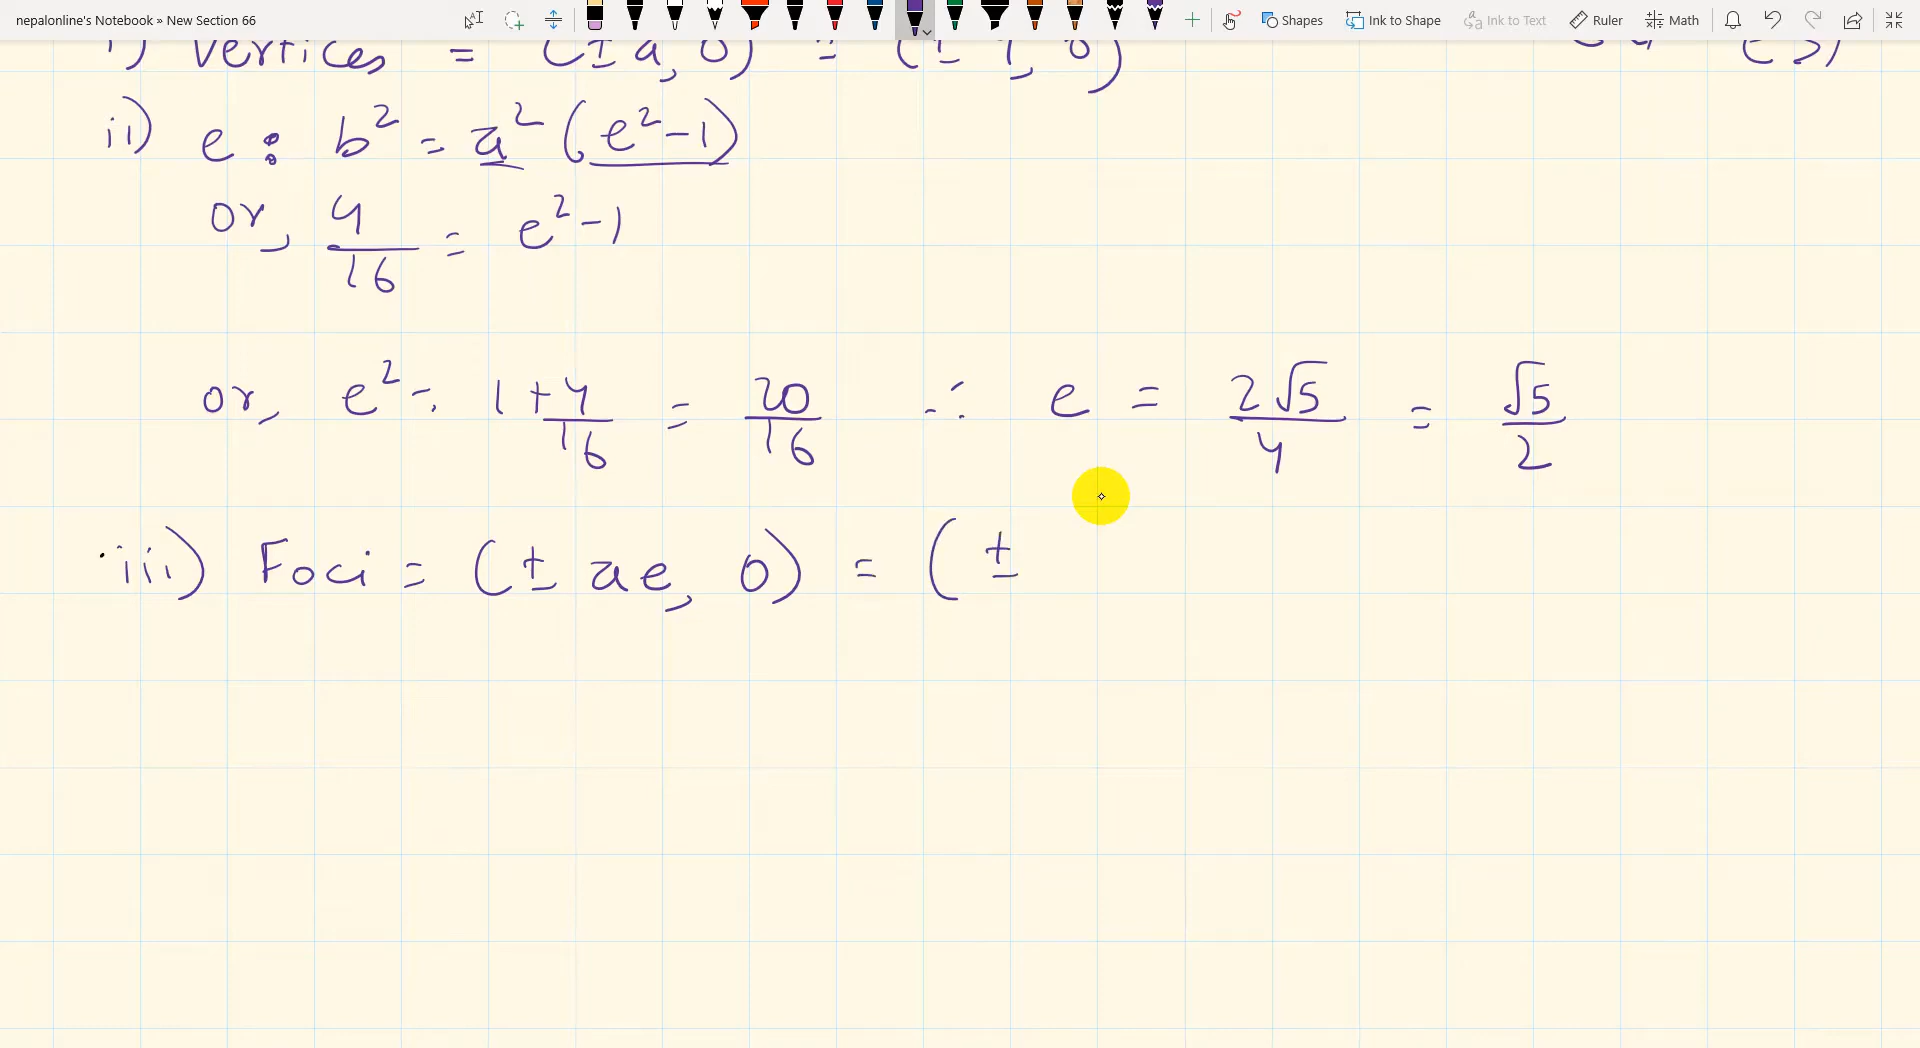 nepalonline's Notebook » New Section 66
Shapes Ink to Shape Ink to Text Ruler Math
i) Vertices = (± a, 0) = (± 4, 0)
ii) e : b² = a² (e² - 1)
or, 4/16 = e² - 1
or, e² = 1 + 4/16 = 20/16 ∴ e = 2√5/4 = √5/2
iii) Foci = (± ae, 0) = (±